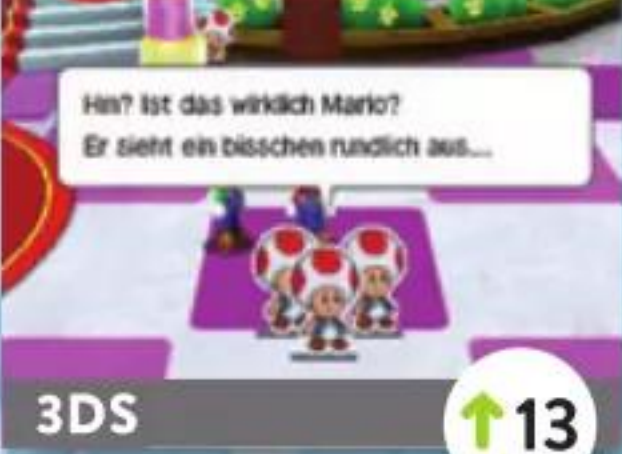 Hm? Ist das wirklich Mario?
Er sieht ein bisschen rundlich aus...
3DS
↑13